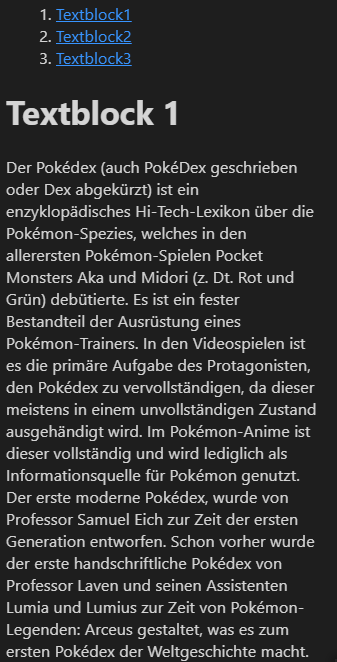 1. Textblock1
2. Textblock2
3. Textblock3
Textblock 1
Der Pokédex (auch PokéDex geschrieben
oder Dex abgekürzt) ist ein
enzyklopädisches Hi-Tech-Lexikon über die
Pokémon-Spezies, welches in den
allerersten Pokémon-Spielen Pocket
Monsters Aka und Midori (z. Dt. Rot und
Grün) debütierte. Es ist ein fester
Bestandteil der Ausrüstung eines
Pokémon-Trainers. In den Videospielen ist
es die primäre Aufgabe des Protagonisten,
den Pokédex zu vervollständigen, da dieser
meistens in einem unvollständigen Zustand
ausgehändigt wird. Im Pokémon-Anime ist
dieser vollständig und wird lediglich als
Informationsquelle für Pokémon genutzt.
Der erste moderne Pokédex, wurde von
Professor Samuel Eich zur Zeit der ersten
Generation entworfen. Schon vorher wurde
der erste handschriftliche Pokédex von
Professor Laven und seinen Assistenten
Lumia und Lumius zur Zeit von Pokémon-
Legenden: Arceus gestaltet, was es zum
ersten Pokédex der Weltgeschichte macht.